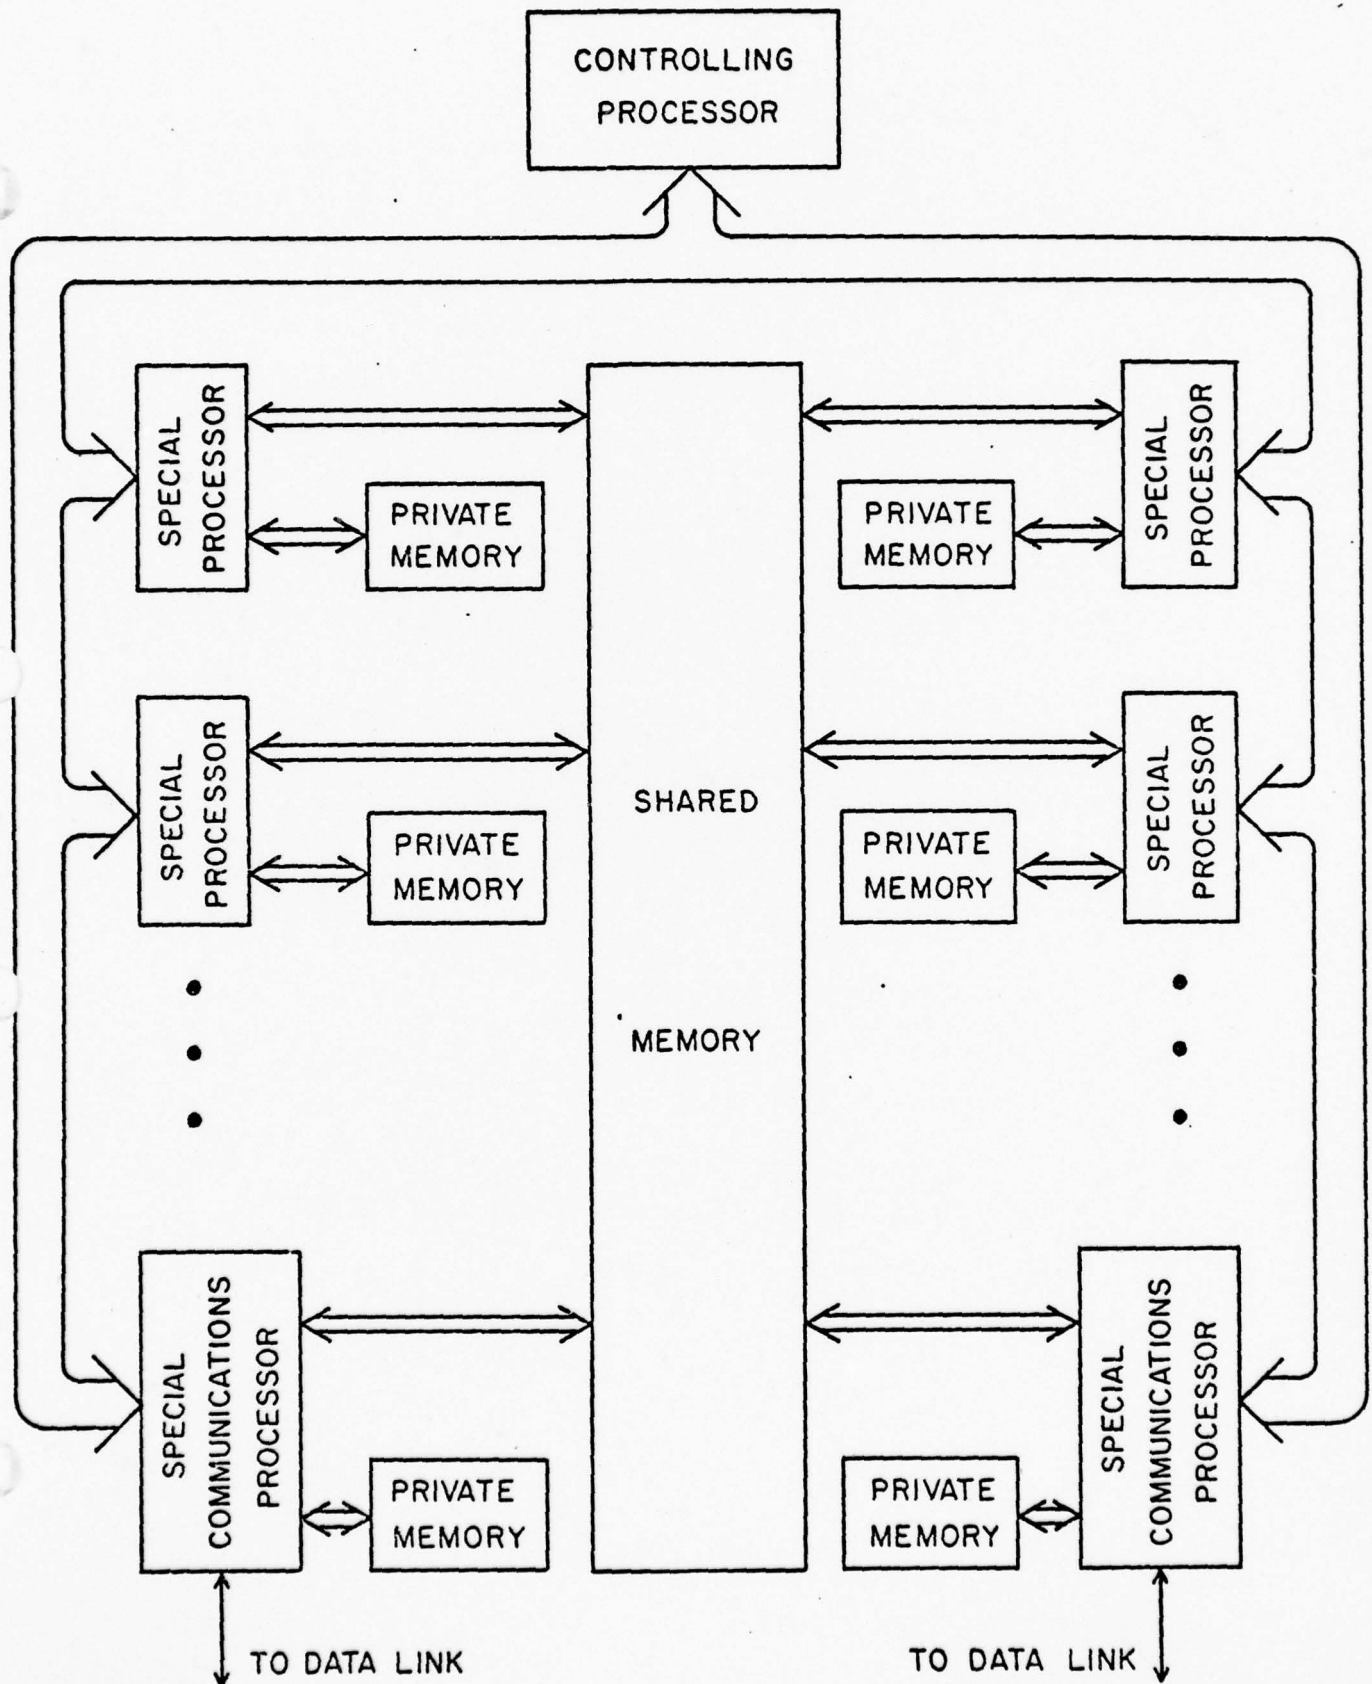 CONTROLLING
PROCESSOR
SPECIAL
PROCESSOR
PRIVATE
MEMORY
PRIVATE
MEMORY
SPECIAL
PROCESSOR
SPECIAL
PROCESSOR
PRIVATE
MEMORY
SHARED
MEMORY
PRIVATE
MEMORY
SPECIAL
PROCESSOR
SPECIAL
COMMUNICATIONS
PROCESSOR
PRIVATE
MEMORY
PRIVATE
MEMORY
SPECIAL
COMMUNICATIONS
PROCESSOR
TO DATA LINK
TO DATA LINK